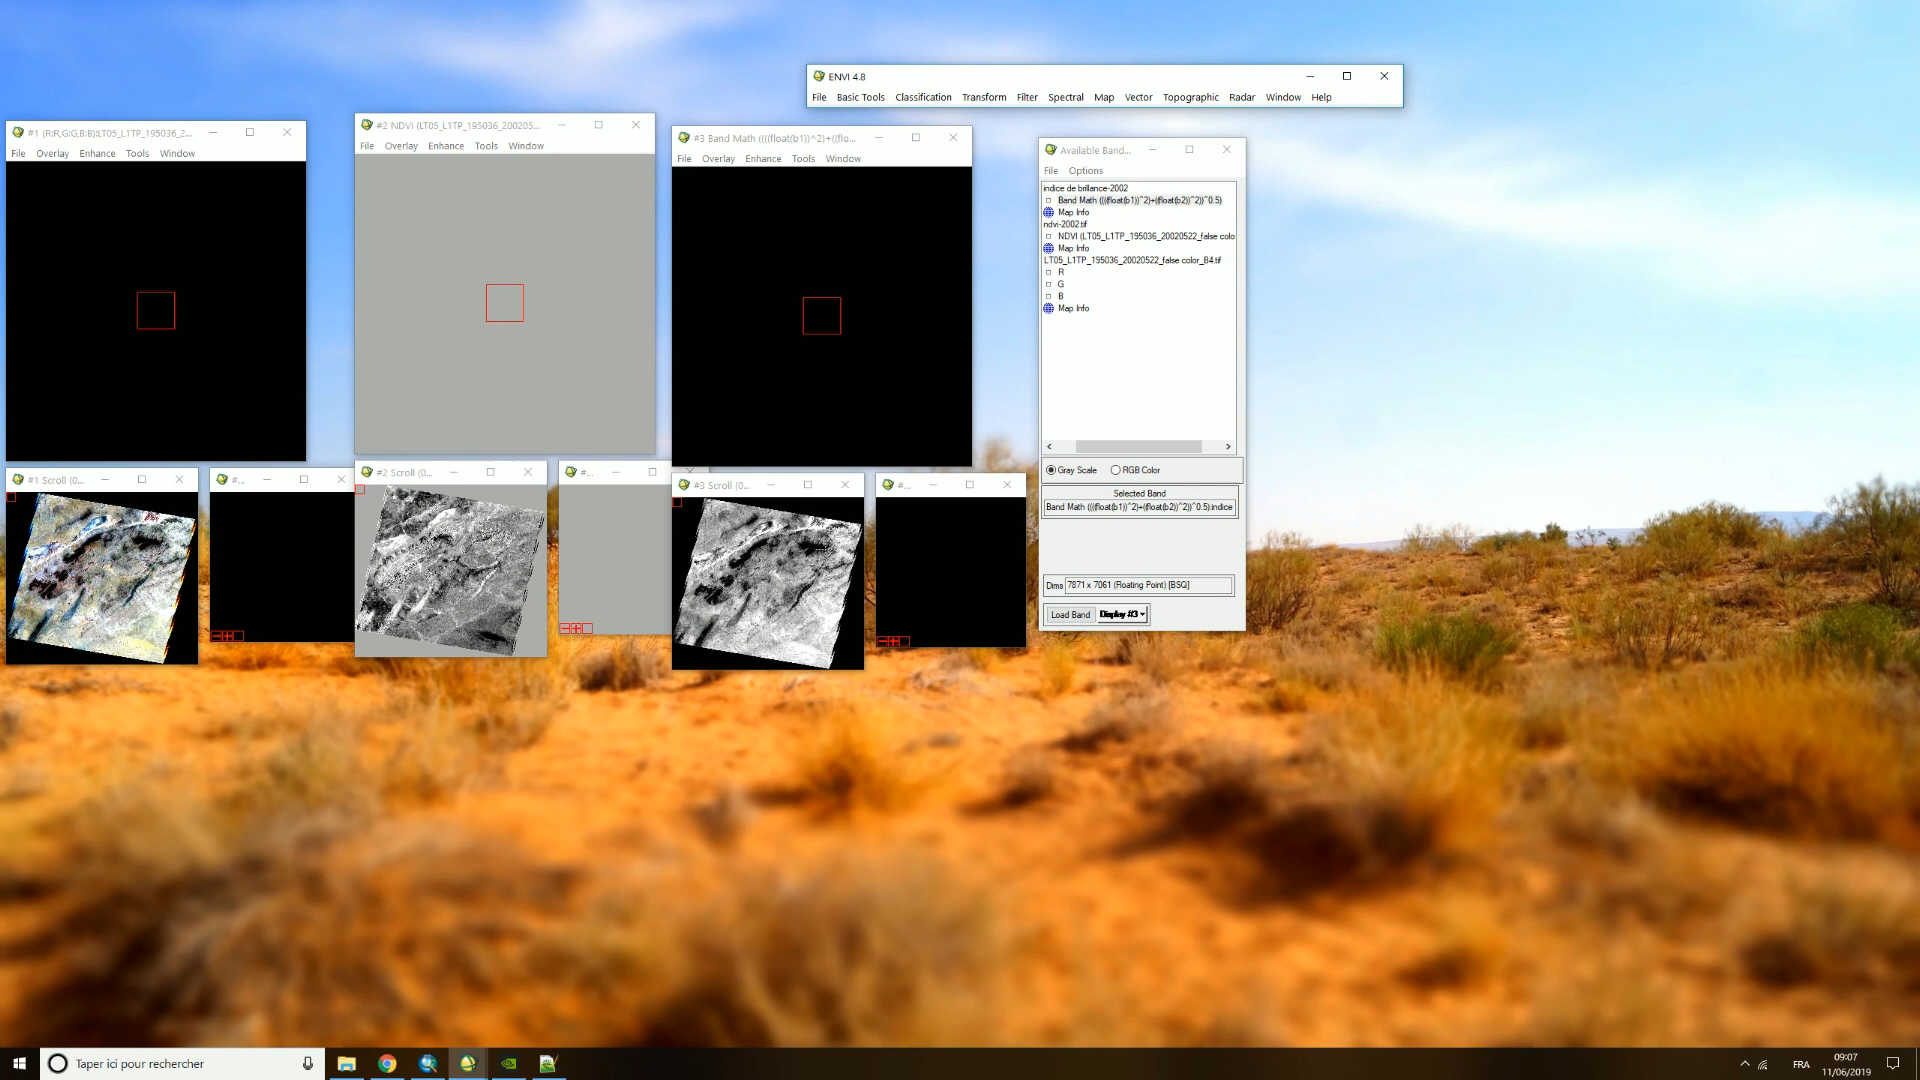 ENVI 4.8
File Basic Tools Classification Transform Filter Spectral Map Vector Topographic Radar Window Help
#1 (R:R,G:G,B:B):LT05_L1TP_195036_2...
File Overlay Enhance Tools Window
#2 NDVI (LT05_L1TP_195036_200205...
File Overlay Enhance Tools Window
#3 Band Math ((((float(b1))^2)+((flo...
File Overlay Enhance Tools Window
Available Band...
File Options
indice de brillance-2002
Band Math ((((float(b1))^2)+((float(b2))^2))^0.5)
Map Info
ndvi-2002.tif
NDVI (LT05_L1TP_195036_20020522_false colo
Map Info
LT05_L1TP_195036_20020522_false color_B4.tif
R
G
B
Map Info
Gray Scale RGB Color
Selected Band
Band Math ((((float(b1))^2)+((float(b2))^2))^0.5):indice
Dims 7871 x 7061 (Floating Point) [BSQ]
Load Band Display #3
#1 Scroll (0...
#...
#2 Scroll (0...
#...
#3 Scroll (0...
#...
Taper ici pour rechercher
FRA
09:07
11/06/2019